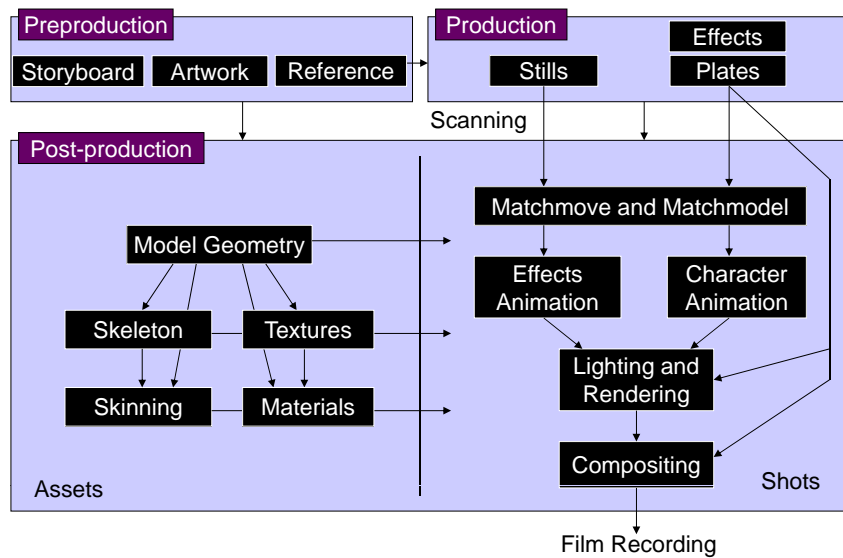 Preproduction
Storyboard
Artwork
Reference
Production
Stills
Effects
Plates
Scanning
Post-production
Model Geometry
Skeleton
Textures
Skinning
Materials
Assets
Matchmove and Matchmodel
Effects
Animation
Character
Animation
Lighting and
Rendering
Compositing
Shots
Film Recording